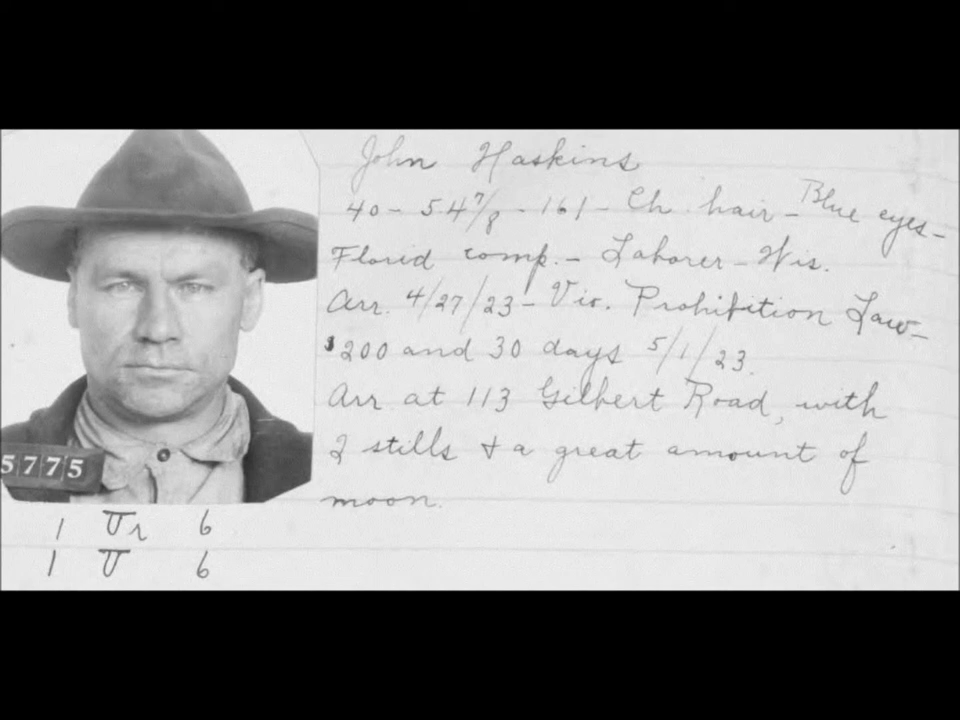 John Haskins
40 - 5 4 7/8 - 161 - Ch. hair - Blue eyes -
Florid comp. - Laborer - Wis.
Arr. 4/27/23 - Vio. Prohibition Law -
$200 and 30 days 5/1/23.
Arr. at 113 Gilbert Road, with
2 stills & a great amount of
moon.
5775
1 Ur 6
1 U 6